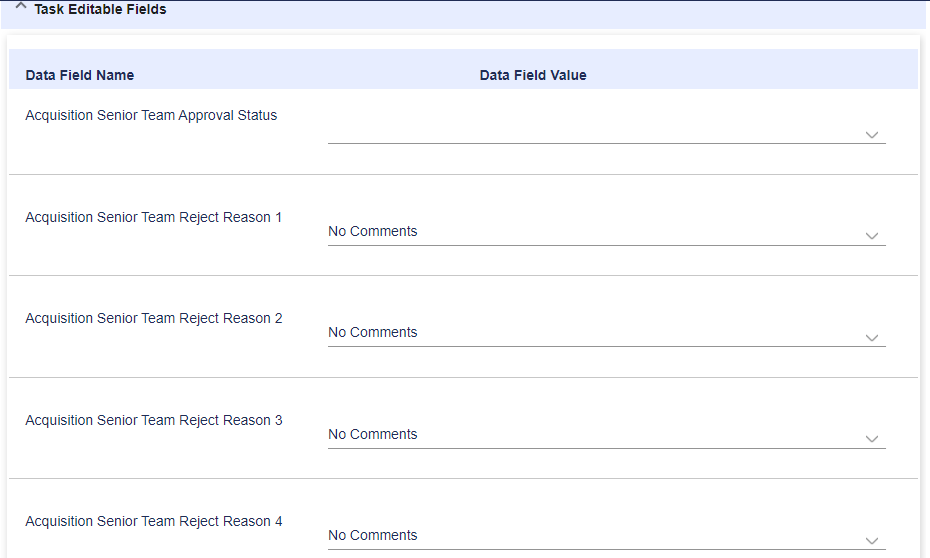 Task Editable Fields
Data Field Name Data Field Value
Acquisition Senior Team Approval Status
Acquisition Senior Team Reject Reason 1
No Comments
Acquisition Senior Team Reject Reason 2
No Comments
Acquisition Senior Team Reject Reason 3
No Comments
Acquisition Senior Team Reject Reason 4
No Comments